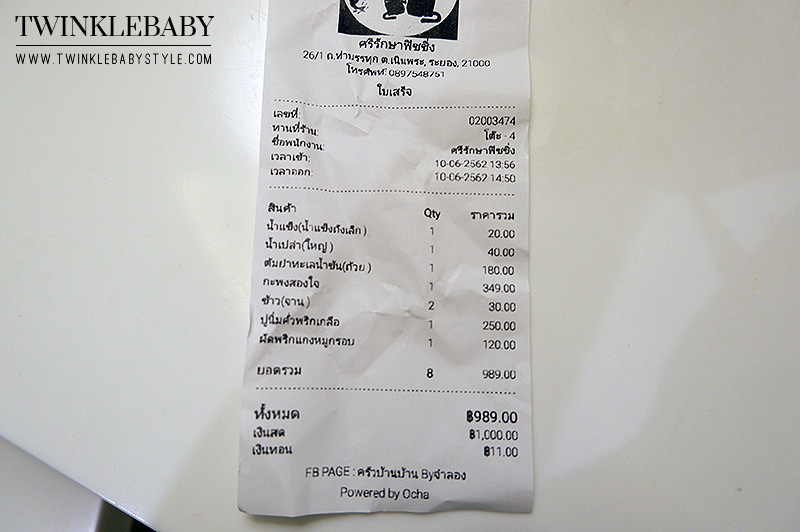 TWINKLEBABY
WWW.TWINKLEBABYSTYLE.COM
ศรีรักษาฟิชชิ่ง
26/1 ถ.ท่าบรรทุก ต.เนินพระ, ระยอง, 21000
โทรศัพท์: 0897548751
ใบเสร็จ
เลขที่: 02003474
ทานที่ร้าน: โต๊ะ - 4
ชื่อพนักงาน: ศรีรักษาฟิชชิ่ง
เวลาเข้า: 10-06-2562 13:56
เวลาออก: 10-06-2562 14:50
สินค้า Qty ราคารวม
น้ำแข็ง(น้ำแข็งถังเล็ก ) 1 20.00
น้ำเปล่า(ใหญ่ ) 1 40.00
ต้มยำทะเลน้ำข้น(ถ้วย ) 1 180.00
กะพงสองใจ 1 349.00
ข้าว(จาน ) 2 30.00
ปูนิ่มคั่วพริกเกลือ 1 250.00
ผัดพริกแกงหมูกรอบ 1 120.00
ยอดรวม 8 989.00
ทั้งหมด ฿989.00
เงินสด ฿1,000.00
เงินทอน ฿11.00
FB PAGE : ครัวบ้านบ้าน Byจำลอง
Powered by Ocha